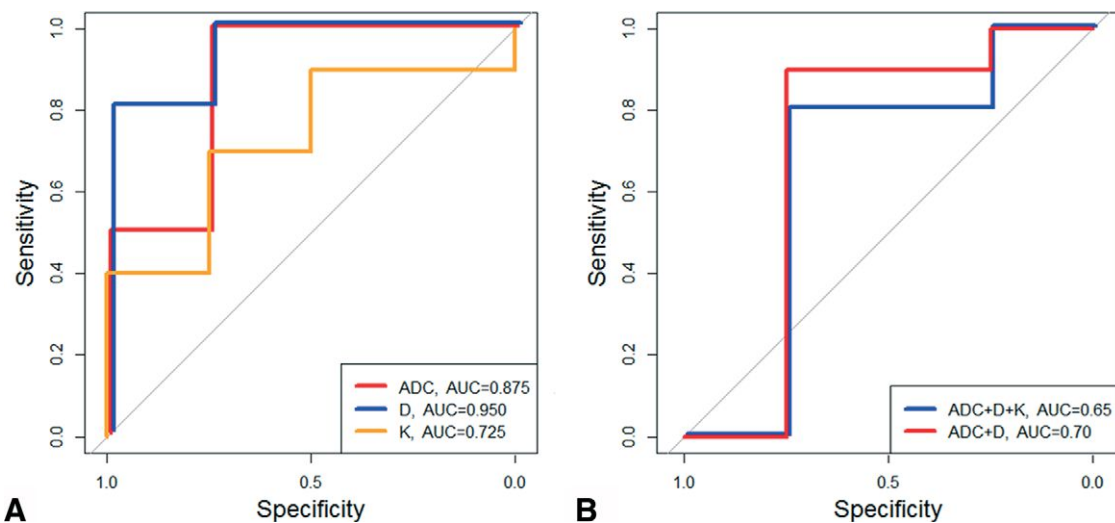 1.0
0.8
0.6
0.4
0.2
0.0
Sensitivity
1.0
0.5
0.0
Specificity
ADC, AUC=0.875
D, AUC=0.950
K, AUC=0.725
A
1.0
0.8
0.6
0.4
0.2
0.0
Sensitivity
1.0
0.5
0.0
Specificity
ADC+D+K, AUC=0.65
ADC+D, AUC=0.70
B